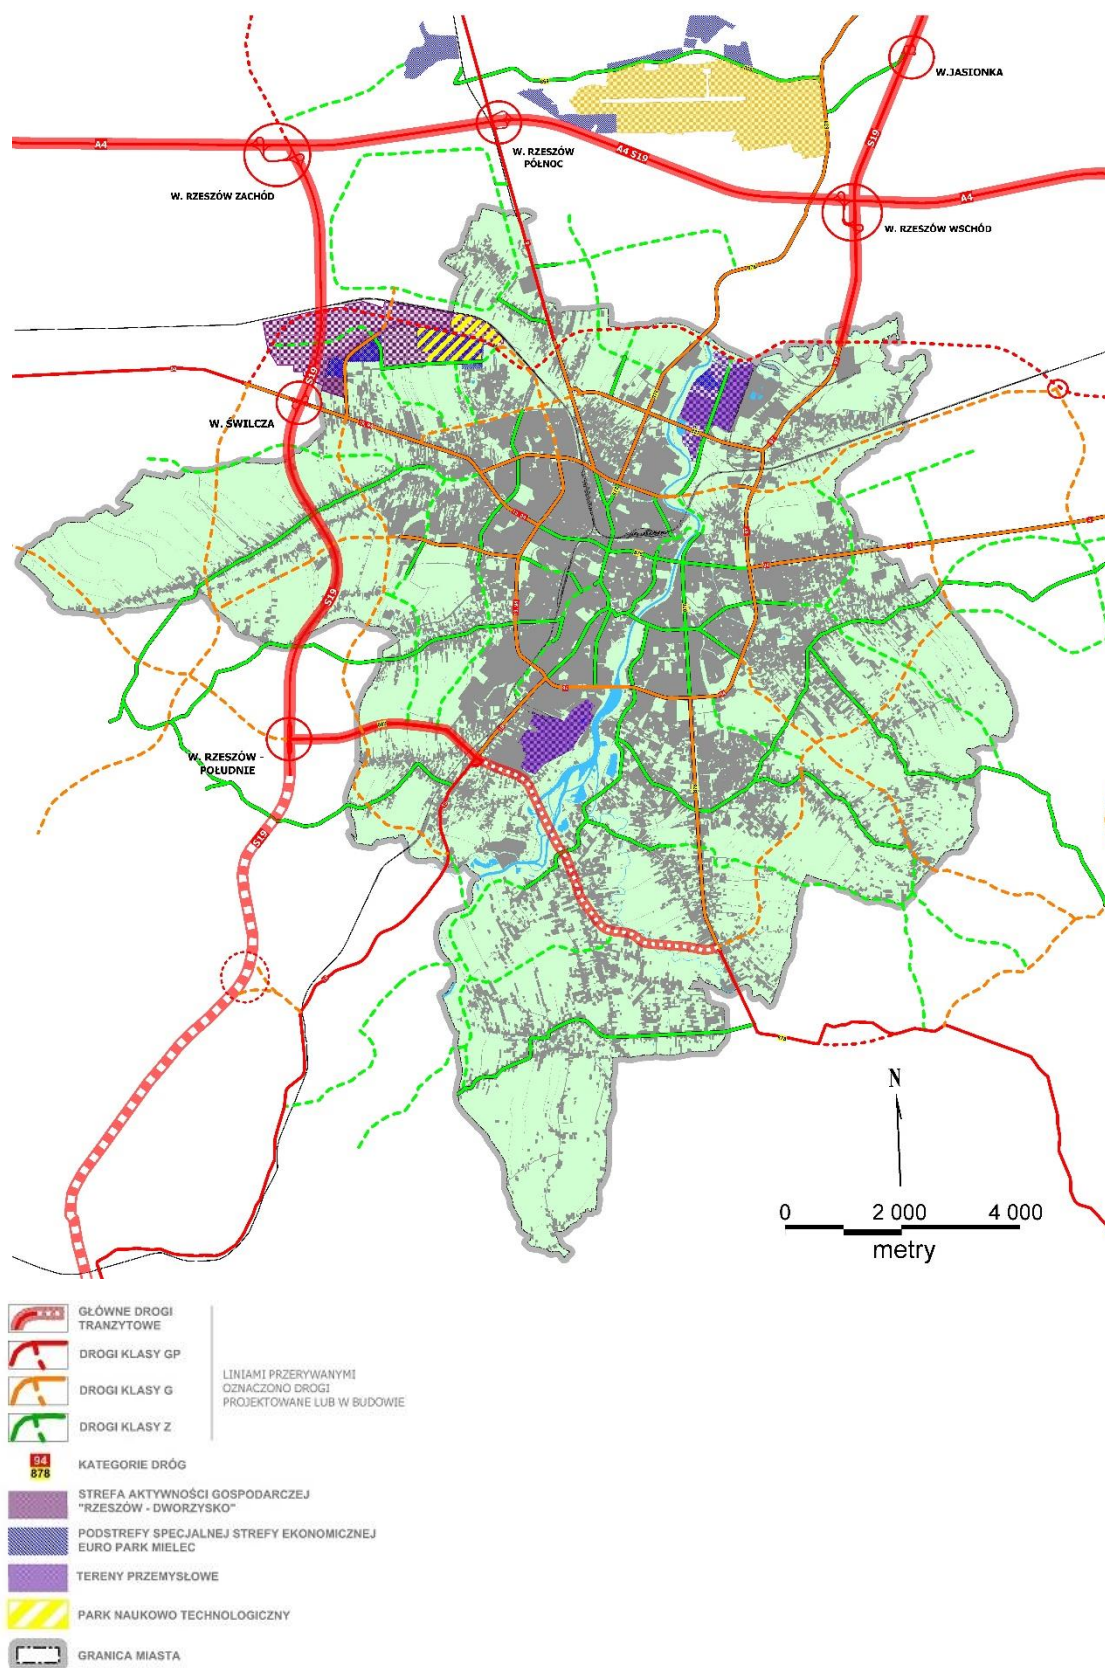 W.JASIONKA
S19
A4
W. RZESZÓW
PÓŁNOC
A4 S19
W. RZESZÓW ZACHÓD
A4
W. RZESZÓW WSCHÓD
S19
W. ŚWILCZA
S19
W. RZESZÓW -
POŁUDNIE
S19
N
0 2 000 4 000
metry
GŁÓWNE DROGI
TRANZYTOWE
DROGI KLASY GP
DROGI KLASY G
DROGI KLASY Z
LINIAMI PRZERYWANYMI
OZNACZONO DROGI
PROJEKTOWANE LUB W BUDOWIE
94
878
KATEGORIE DRÓG
STREFA AKTYWNOŚCI GOSPODARCZEJ
"RZESZÓW - DWORZYSKO"
PODSTREFY SPECJALNEJ STREFY EKONOMICZNEJ
EURO PARK MIELEC
TERENY PRZEMYSŁOWE
PARK NAUKOWO TECHNOLOGICZNY
GRANICA MIASTA